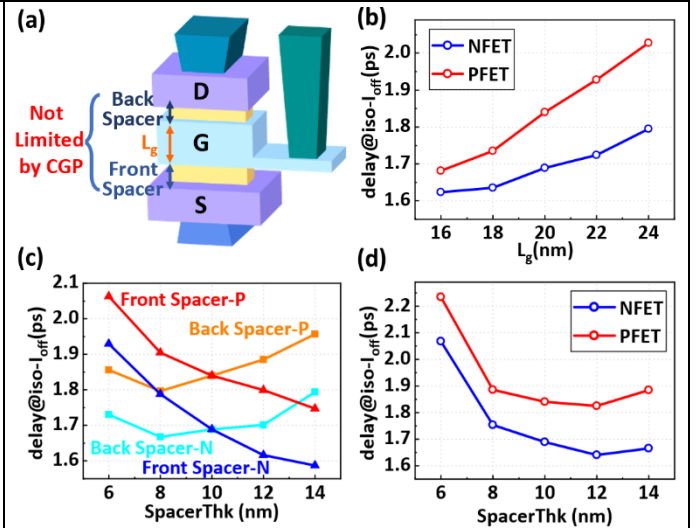 (a)
D
Back
Spacer
Not
Limited
by CGP
Lg
G
Front
Spacer
S
(b)
delay@iso-Ioff(ps)
2.0
1.9
1.8
1.7
1.6
NFET
PFET
16 18 20 22 24
Lg(nm)
(c)
delay@iso-Ioff(ps)
2.1
2.0
1.9
1.8
1.7
1.6
Front Spacer-P
Back Spacer-P
Back Spacer-N
Front Spacer-N
6 8 10 12 14
SpacerThk (nm)
(d)
delay@iso-Ioff(ps)
2.2
2.1
2.0
1.9
1.8
1.7
1.6
NFET
PFET
6 8 10 12 14
SpacerThk (nm)